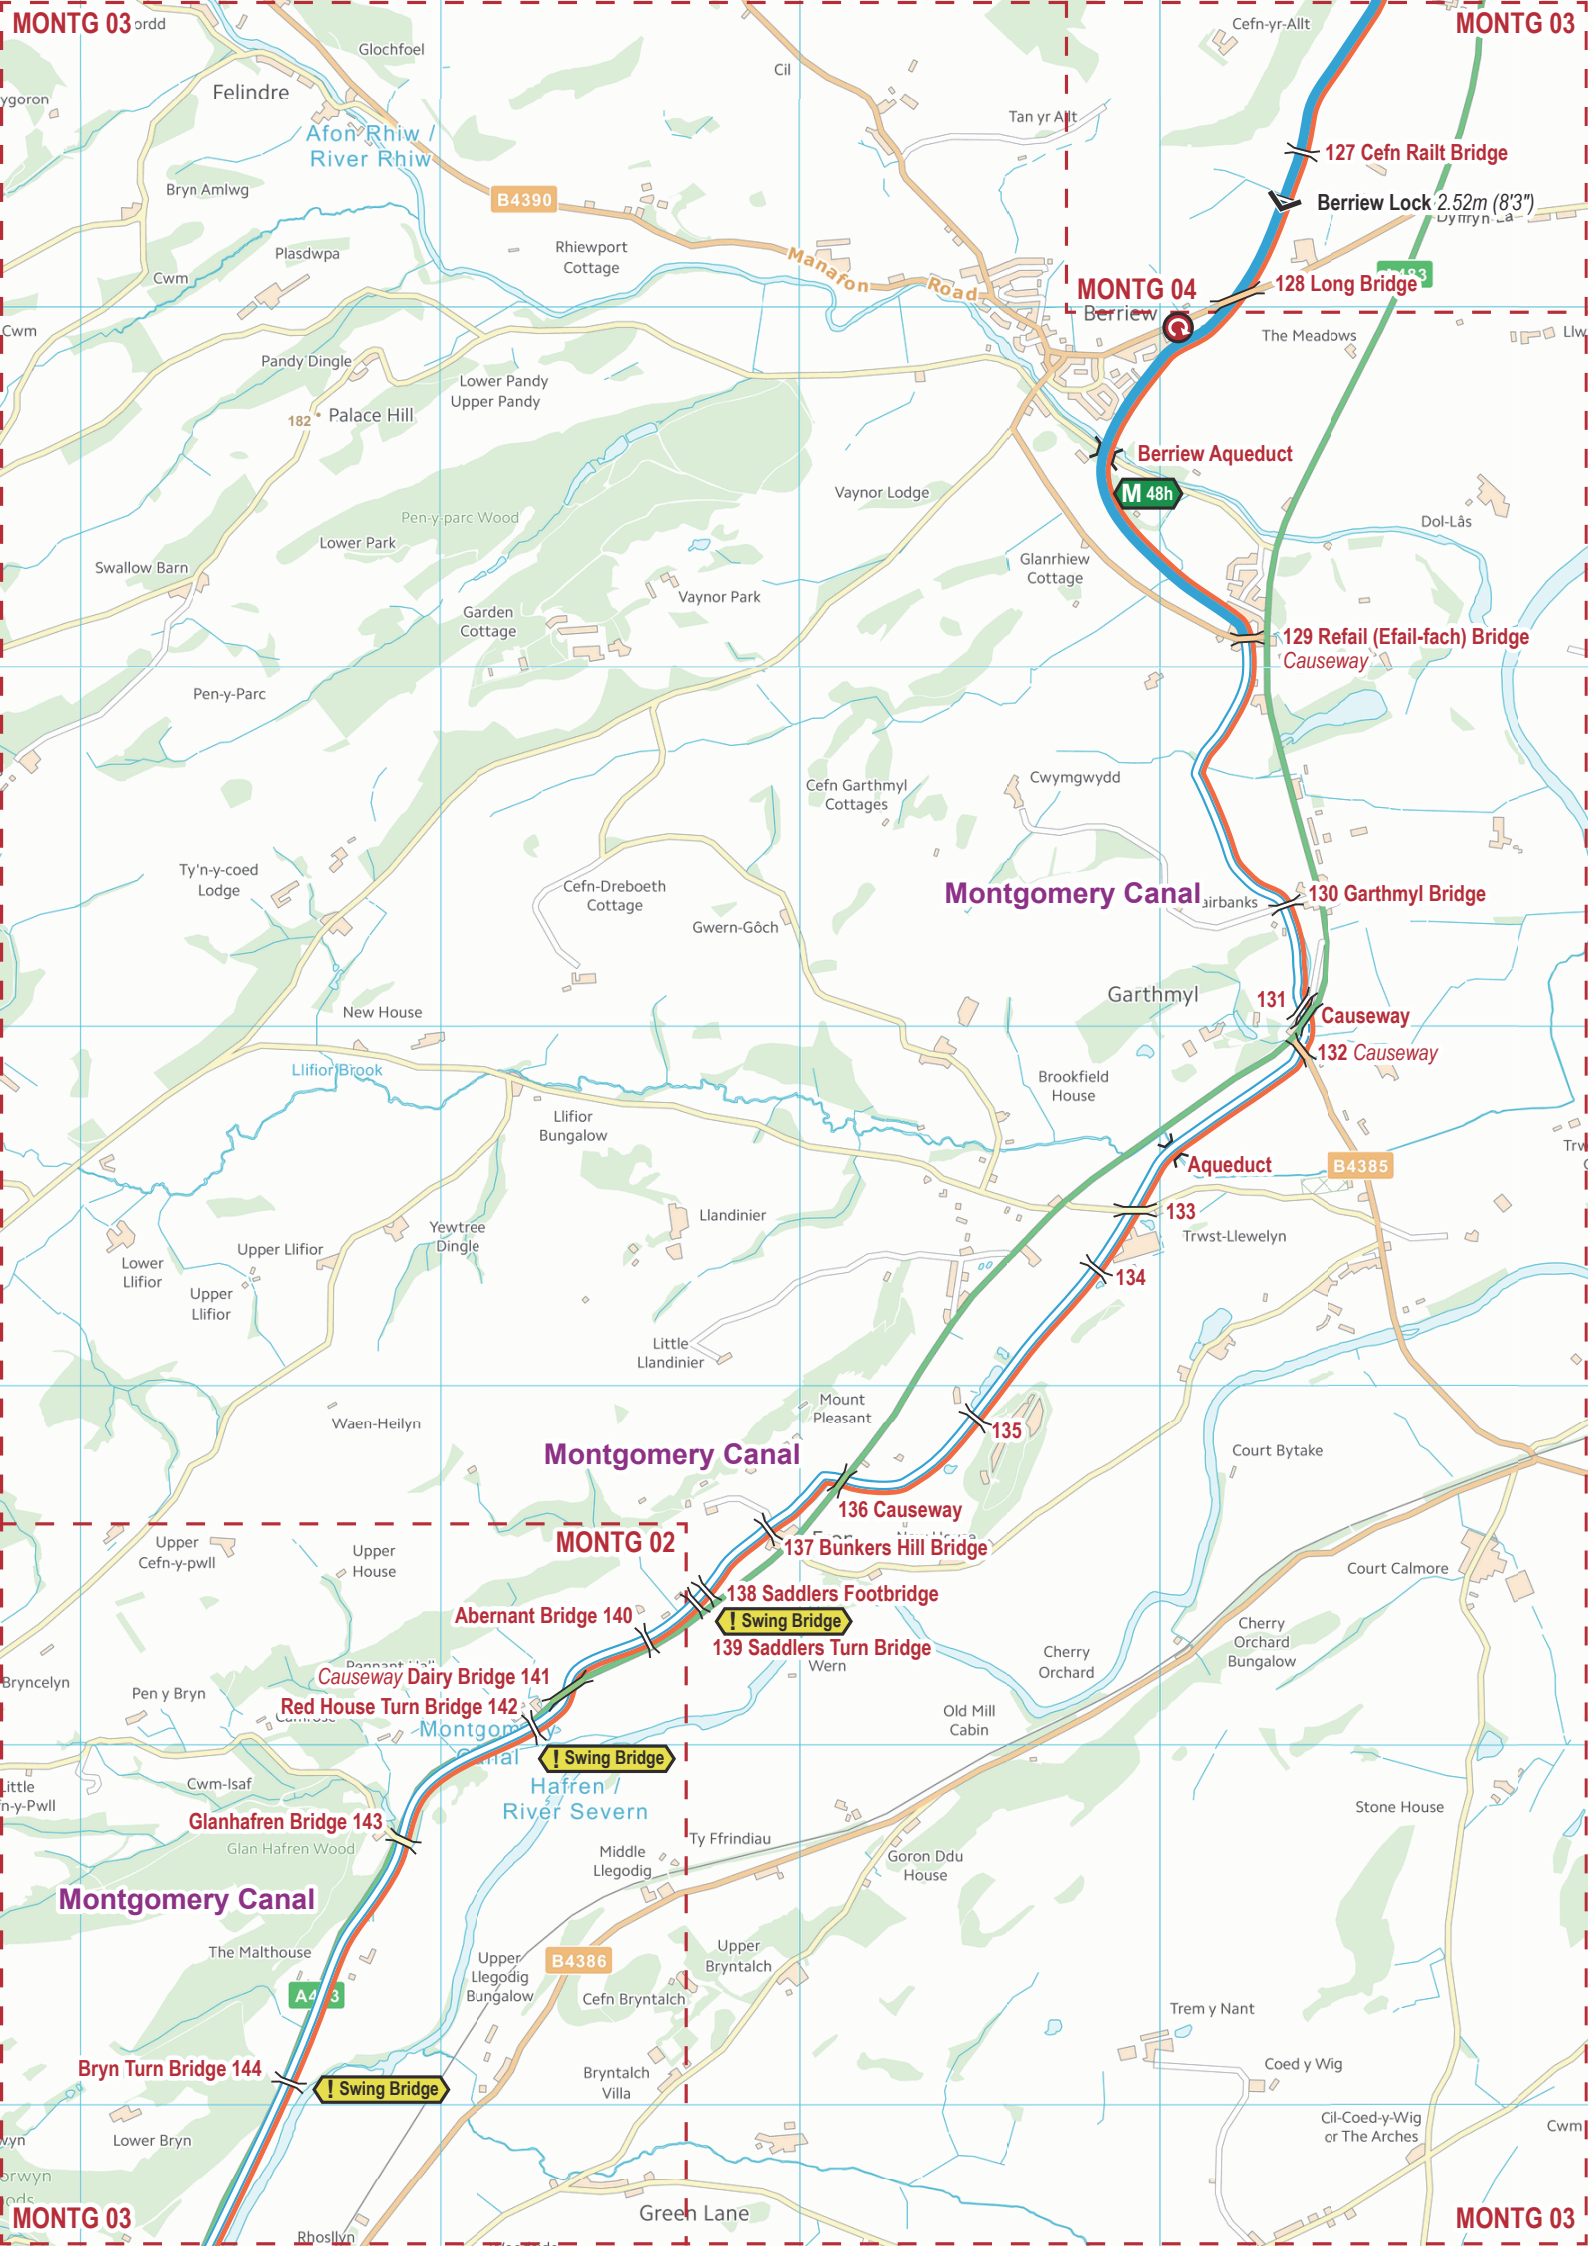 MONTG 03
MONTG 03
Glochfoel
Cefn-yr-Allt
Cil
Felindre
ygoron
Tan yr Allt
Afon Rhiw /
River Rhiw
127 Cefn Railt Bridge
Bryn Amlwg
B4390
Berriew Lock 2.52m (8'3")
Rhiewport
Cottage
Plasdwpa
Manafon Road
Cwm
128 Long Bridge
MONTG 04
Berriew
Cwm
The Meadows
Llw
Pandy Dingle
Lower Pandy
Upper Pandy
182
Palace Hill
Berriew Aqueduct
M 48h
Vaynor Lodge
Pen-y-parc Wood
Dol-Lâs
Lower Park
Swallow Barn
Glanrhiew
Cottage
Vaynor Park
Garden
Cottage
129 Refail (Efail-fach) Bridge
Causeway
Pen-y-Parc
Cwymgwydd
Cefn Garthmyl
Cottages
Ty'n-y-coed
Lodge
Cefn-Dreboeth
Cottage
Montgomery Canal
airbanks
130 Garthmyl Bridge
Gwern-Gôch
Garthmyl
131
Causeway
New House
132 Causeway
Llifior Brook
Brookfield
House
Llifior
Bungalow
Aqueduct
B4385
Trw
133
Llandinier
Yewtree
Dingle
Trwst-Llewelyn
Upper Llifior
Lower
Llifior
134
Upper
Llifior
Little
Llandinier
Mount
Pleasant
Waen-Heilyn
135
Montgomery Canal
Court Bytake
136 Causeway
MONTG 02
Upper
Cefn-y-pwll
Upper
House
137 Bunkers Hill Bridge
Court Calmore
138 Saddlers Footbridge
! Swing Bridge
Abernant Bridge 140
139 Saddlers Turn Bridge
Wern
Cherry
Orchard
Bungalow
Cherry
Orchard
Causeway Dairy Bridge 141
Bryncelyn
Pen y Bryn
Red House Turn Bridge 142
Old Mill
Cabin
! Swing Bridge
Cwm-Isaf
Little
n-y-Pwll
Hafren /
River Severn
Stone House
Glanhafren Bridge 143
Glan Hafren Wood
Ty Ffrindiau
Middle
Llegodig
Goron Ddu
House
Montgomery Canal
The Malthouse
Upper
Llegodig
Bungalow
B4386
Upper
Bryntalch
Cefn Bryntalch
Trem y Nant
Bryn Turn Bridge 144
! Swing Bridge
Bryntalch
Villa
Coed y Wig
Lower Bryn
Cil-Coed-y-Wig
or The Arches
Cwm
Green Lane
MONTG 03
MONTG 03
Rhosllyn